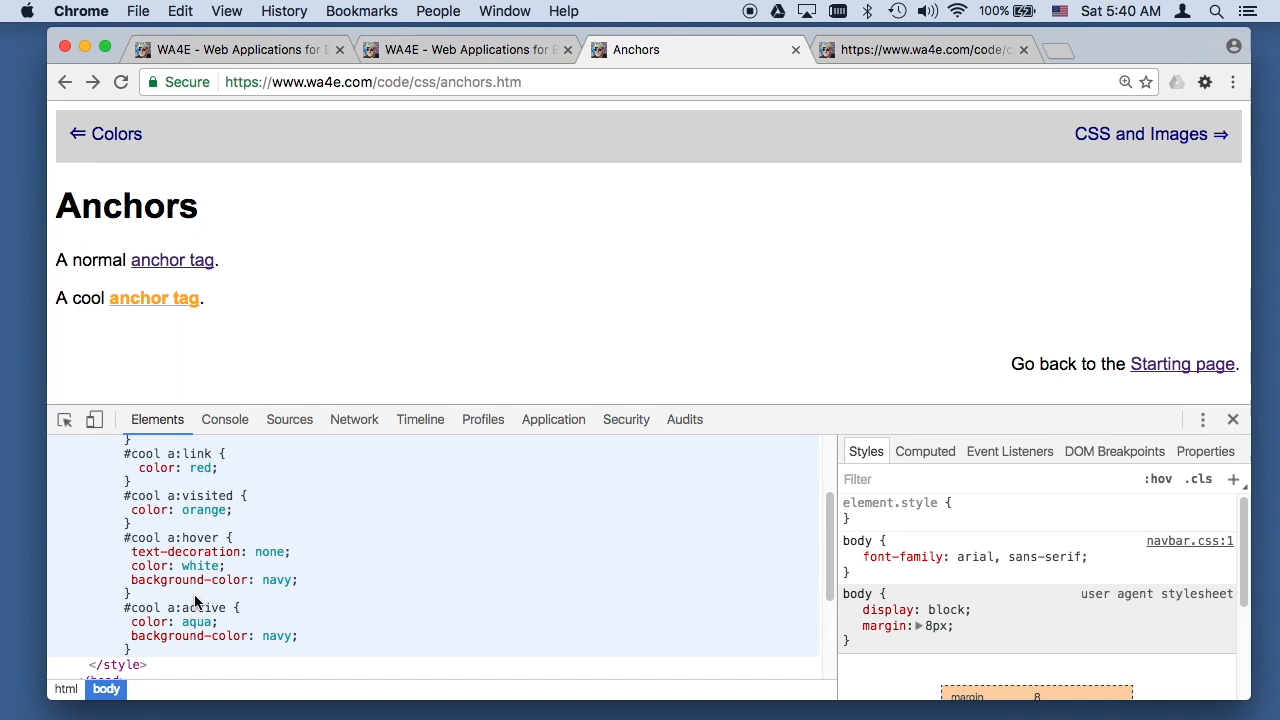 Chrome File Edit View History Bookmarks People Window Help 100% Sat 5:40 AM
WA4E - Web Applications for E WA4E - Web Applications for E Anchors https://www.wa4e.com/code/c
Secure https://www.wa4e.com/code/css/anchors.htm
⇐ Colors CSS and Images ⇒
Anchors
A normal anchor tag.
A cool anchor tag.
Go back to the Starting page.
Elements Console Sources Network Timeline Profiles Application Security Audits
}
#cool a:link {
color: red;
}
#cool a:visited {
color: orange;
}
#cool a:hover {
text-decoration: none;
color: white;
background-color: navy;
}
#cool a:active {
color: aqua;
background-color: navy;
}
</style>
html body
Styles Computed Event Listeners DOM Breakpoints Properties
Filter :hov .cls +
element.style {
}
body { navbar.css:1
font-family: arial, sans-serif;
}
body { user agent stylesheet
display: block;
margin:▶8px;
}
margin 8